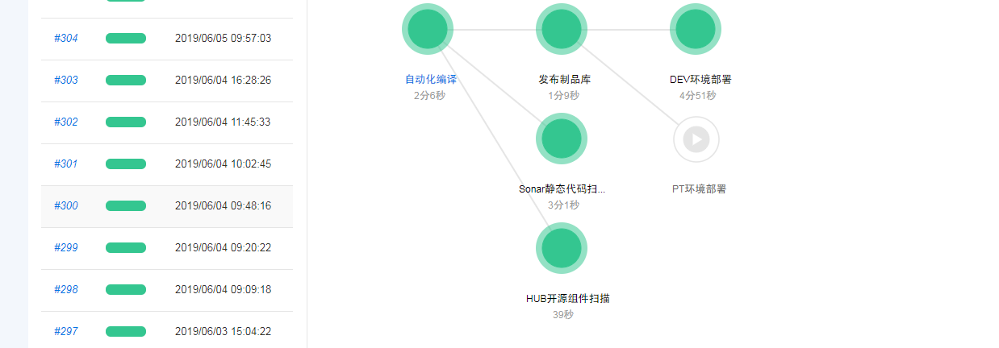 #304 2019/06/05 09:57:03
#303 2019/06/04 16:28:26
#302 2019/06/04 11:45:33
#301 2019/06/04 10:02:45
#300 2019/06/04 09:48:16
#299 2019/06/04 09:20:22
#298 2019/06/04 09:09:18
#297 2019/06/03 15:04:22
自动化编译
2分6秒
发布制品库
1分9秒
DEV环境部署
4分51秒
Sonar静态代码扫...
3分1秒
PT环境部署
HUB开源组件扫描
39秒